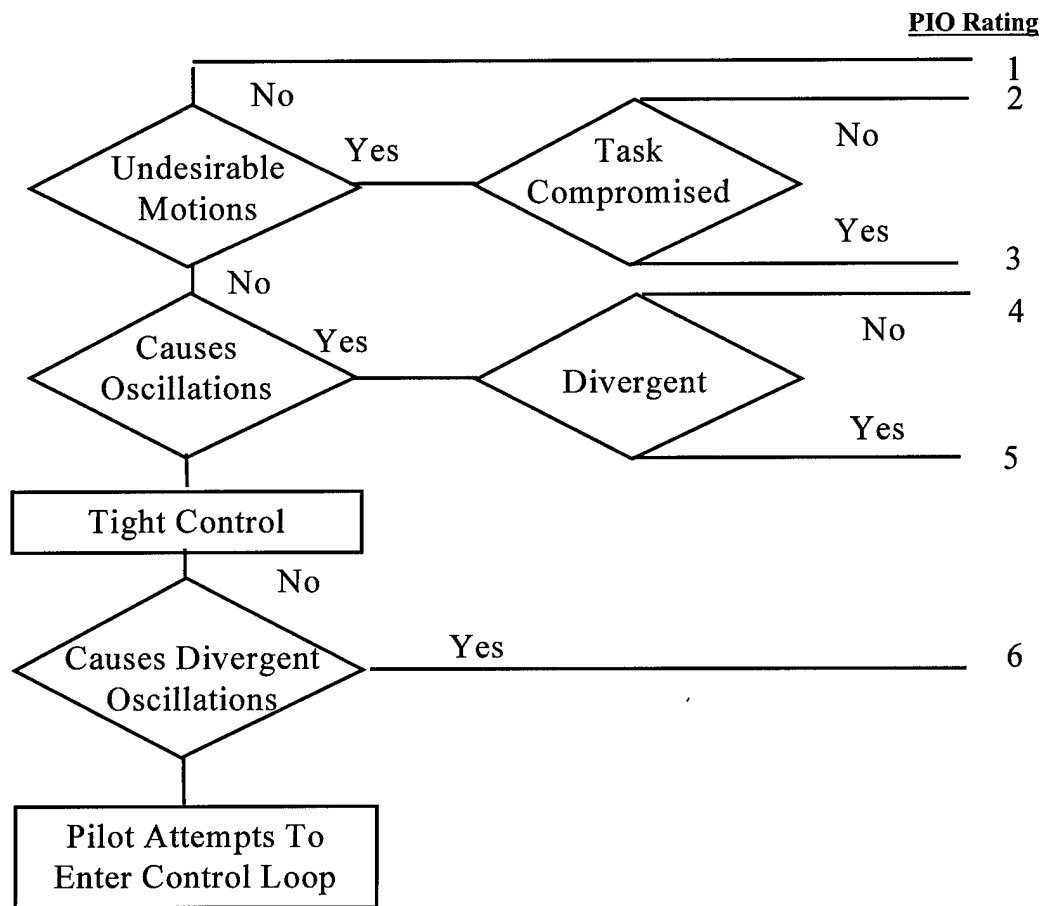 PIO Rating
1
No
2
Undesirable
Motions
Yes
Task
Compromised
No
Yes
3
No
4
Causes
Oscillations
Yes
Divergent
No
Yes
5
Tight Control
No
Causes Divergent
Oscillations
Yes
6
Pilot Attempts To
Enter Control Loop